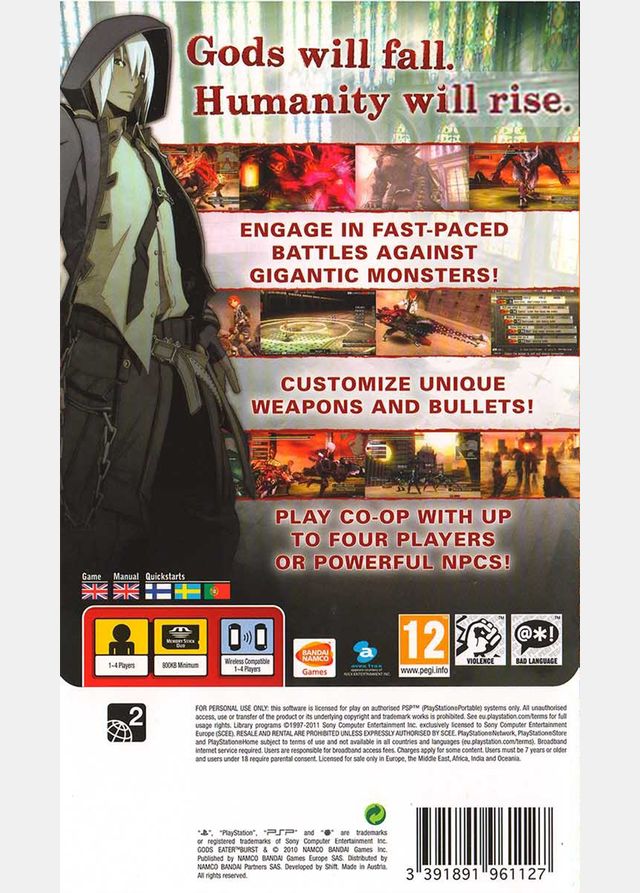 Gods will fall.
Humanity will rise.
ENGAGE IN FAST-PACED
BATTLES AGAINST
GIGANTIC MONSTERS!
CUSTOMIZE UNIQUE
WEAPONS AND BULLETS!
PLAY CO-OP WITH UP
TO FOUR PLAYERS
OR POWERFUL NPCS!
Game Manual Quickstarts
1-4 Players
MEMORY STICK
DUO
800KB Minimum
Wireless Compatible
1-4 Players
BANDAI
NAMCO
Games
a
avex trax
AVEX ENTERTAINMENT INC.
12
www.pegi.info
VIOLENCE
@*!
BAD LANGUAGE
2
FOR PERSONAL USE ONLY: this software is licensed for play on authorised PSP™ (PlayStation®Portable) systems only. All unauthorised
access, use or transfer of the product or its underlying copyright and trademark works is prohibited. See eu.playstation.com/terms for full
usage rights. Library programs ©1997-2011 Sony Computer Entertainment Inc. exclusively licensed to Sony Computer Entertainment
Europe (SCEE). RESALE AND RENTAL ARE PROHIBITED UNLESS EXPRESSLY AUTHORISED BY SCEE. PlayStation®Network, PlayStation®Store
and PlayStation®Home subject to terms of use and not available in all countries and languages (eu.playstation.com/terms). Broadband
internet service required. Users are responsible for broadband access fees. Charges apply for some content. Users must be 7 years or older
and users under 18 require parental consent. Licensed for sale only in Europe, the Middle East, Africa, India and Oceania.
"PlayStation", "PSP" and are trademarks
or registered trademarks of Sony Computer Entertainment Inc.
GODS EATER™BURST & © 2010 NAMCO BANDAI Games Inc.
Published by NAMCO BANDAI Games Europe SAS. Distributed by
NAMCO BANDAI Partners SAS. Developed by Shift. Made in Austria.
All rights reserved.
3 391891 961127